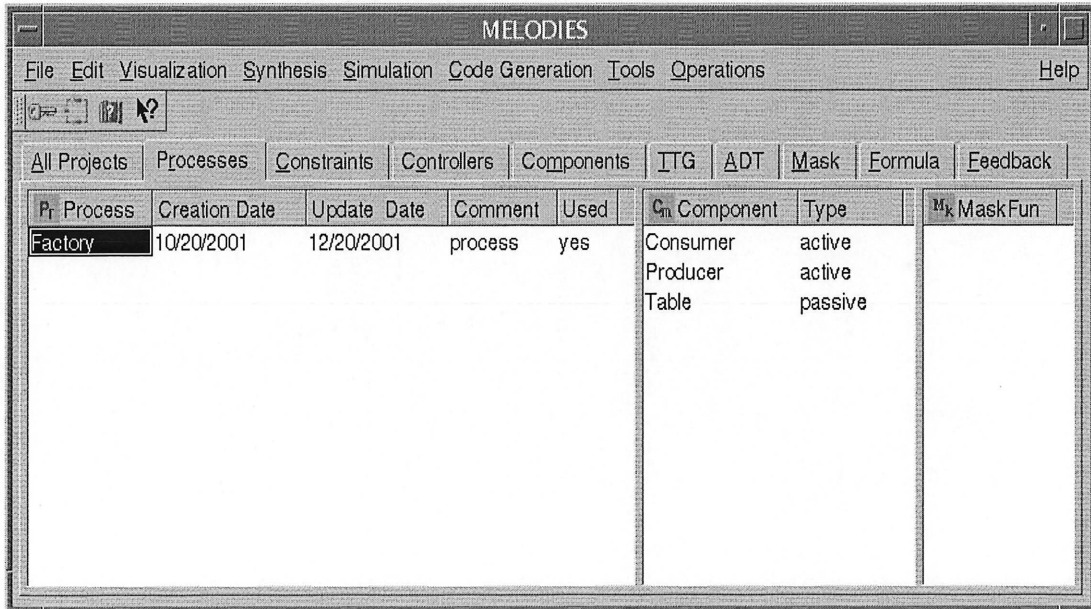 MELODIES
File Edit Visualization Synthesis Simulation Code Generation Tools Operations Help
All Projects Processes Constraints Controllers Components TTG ADT Mask Formula Feedback
Pr Process Creation Date Update Date Comment Used Cm Component Type Mk MaskFun
Factory 10/20/2001 12/20/2001 process yes Consumer active
Producer active
Table passive